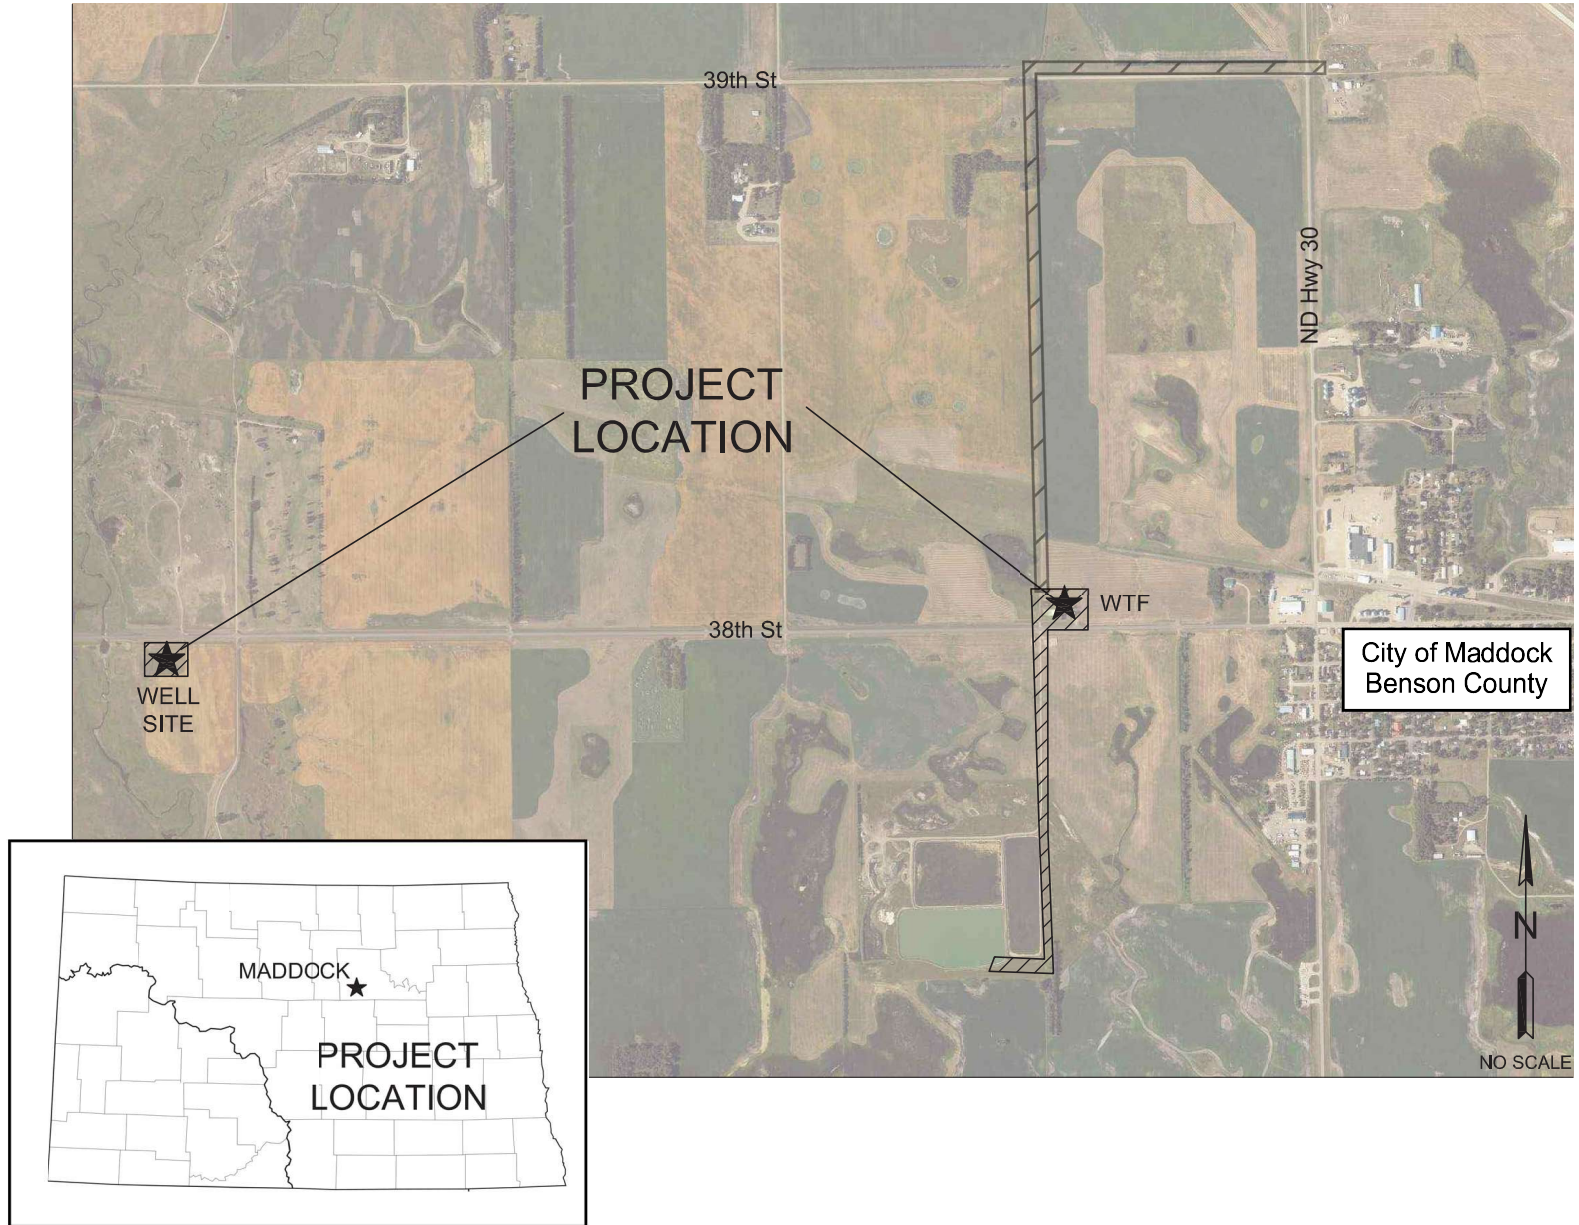 39th St
ND Hwy 30
PROJECT
LOCATION
WTF
38th St
City of Maddock
Benson County
WELL
SITE
MADDOCK
PROJECT
LOCATION
N
NO SCALE